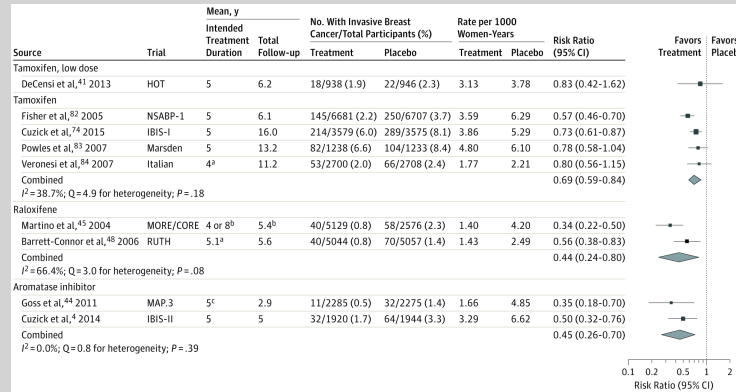 Mean, y
Source Trial Intended Treatment Duration Total Follow-up No. With Invasive Breast Cancer/Total Participants (%) Treatment Placebo Rate per 1000 Women-Years Treatment Placebo Risk Ratio (95% CI) Favors Treatment Favors
Tamoxifen, low dose
DeCensi et al,41 2013 HOT 5 6.2 18/938 (1.9) 22/946 (2.3) 3.13 3.78 0.83 (0.42-1.62)
Tamoxifen
Fisher et al,82 2005 NSABP-1 5 6.1 145/6681 (2.2) 250/6707 (3.7) 3.59 6.29 0.57 (0.46-0.70)
Cuzick et al,74 2015 IBIS-I 5 16.0 214/3579 (6.0) 289/3575 (8.1) 3.86 5.29 0.73 (0.61-0.87)
Powles et al,83 2007 Marsden 5 13.2 82/1238 (6.6) 104/1233 (8.4) 4.80 6.10 0.78 (0.58-1.04)
Veronesi et al,84 2007 Italian 4a 11.2 53/2700 (2.0) 66/2708 (2.4) 1.77 2.21 0.80 (0.56-1.15)
Combined 0.69 (0.59-0.84)
I2=38.7%; Q=4.9 for heterogeneity; P=.18
Raloxifene
Martino et al,45 2004 MORE/CORE 4 or 8b 5.4b 40/5129 (0.8) 58/2576 (2.3) 1.40 4.20 0.34 (0.22-0.50)
Barrett-Connor et al,48 2006 RUTH 5.1a 5.6 40/5044 (0.8) 70/5057 (1.4) 1.43 2.49 0.56 (0.38-0.83)
Combined 0.44 (0.24-0.80)
I2=66.4%; Q=3.0 for heterogeneity; P=.08
Aromatase inhibitor
Goss et al,44 2011 MAP.3 5c 2.9 11/2285 (0.5) 32/2275 (1.4) 1.66 4.85 0.35 (0.18-0.70)
Cuzick et al,4 2014 IBIS-II 5 5 32/1920 (1.7) 64/1944 (3.3) 3.29 6.62 0.50 (0.32-0.76)
Combined 0.45 (0.26-0.70)
I2=0.0%; Q=0.8 for heterogeneity; P=.39
0.1 0.2 0.5 1 2
Risk Ratio (95% CI)